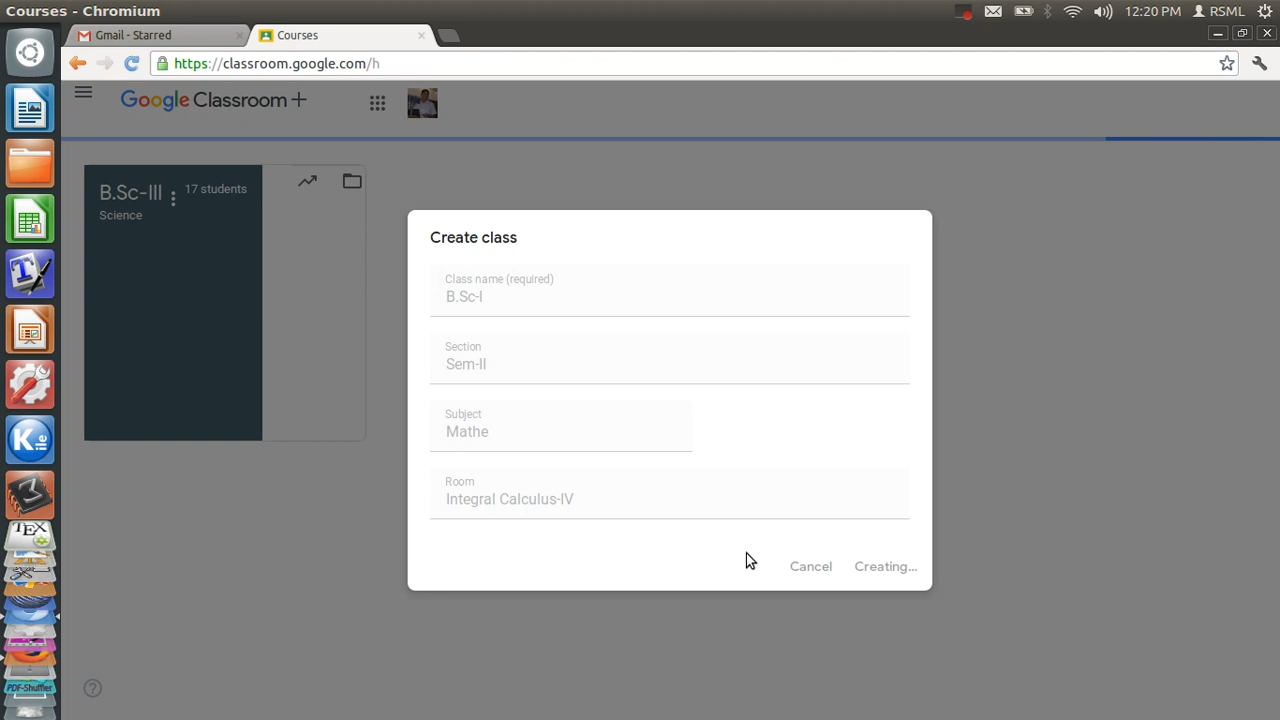 Courses - Chromium
12:20 PM
RSML
Gmail - Starred
Courses
https://classroom.google.com/h
Google Classroom
B.Sc-III
17 students
Science
Create class
Class name (required)
B.Sc-I
Section
Sem-II
Subject
Mathe
Room
Integral Calculus-IV
Cancel
Creating...
TEX
PDF-Shuffler